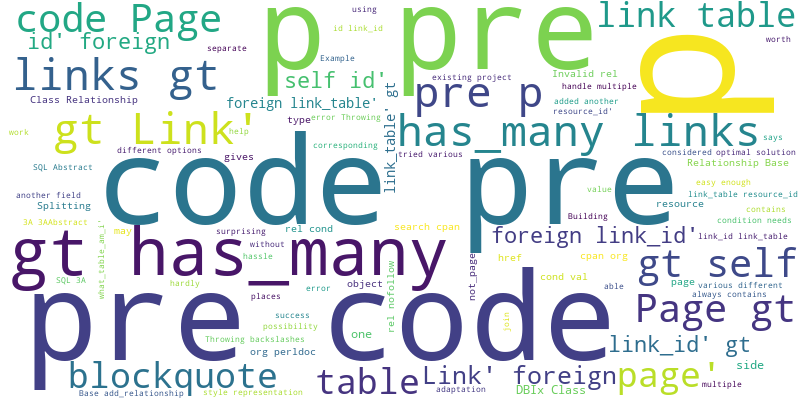 code Page
p pre
link table
id' foreign
id link_id
using
separate
Example
worth
links gt
self id'
existing project
Invalid rel
handle multiple
p
Class Relationship
foreign link_table'
link_table' gt
pre p
added another
resource_id'
gt Link'
type
error Throwing
has_many links
says
work
help
corresponding
different options
gives
tried various
considered optimal solution
SQL Abstract
Relationship Base
code pre
another field
value
easy enough
link_table resource_id
Splitting
resource
contains
3A 3AAbstract
what_table_am_i'
may
surprising
rel cond
search cpan
Building
condition needs
gt has_many
without
foreign link_id'
link_id link_table
hassle
rel nofollow
not_page
href
cpan org
gt self
SQL 3A
hardly
object
cond val
page
various different
places
error
able
always contains
pre code
success
possibility
one
join
Page gt
Throwing backslashes
org perldoc
link_id' gt
blockquote
table
Link' foreign
page'
side
Base add_relationship
style representation
adaptation
DBIx Class
multiple